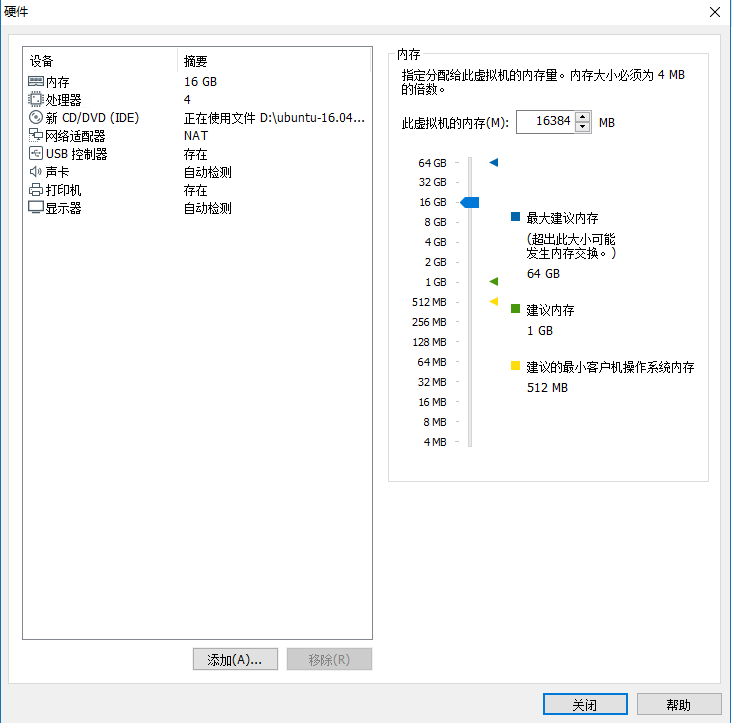 硬件
设备 摘要
内存 16 GB
处理器 4
新 CD/DVD (IDE) 正在使用文件 D:\ubuntu-16.04...
网络适配器 NAT
USB 控制器 存在
声卡 自动检测
打印机 存在
显示器 自动检测
添加(A)...
移除(R)
内存
指定分配给此虚拟机的内存量。内存大小必须为 4 MB
的倍数。
此虚拟机的内存(M): 16384 MB
64 GB
32 GB
16 GB
8 GB
4 GB
2 GB
1 GB
512 MB
256 MB
128 MB
64 MB
32 MB
16 MB
8 MB
4 MB
最大建议内存
(超出此大小可能
发生内存交换。)
64 GB
建议内存
1 GB
建议的最小客户机操作系统内存
512 MB
关闭
帮助